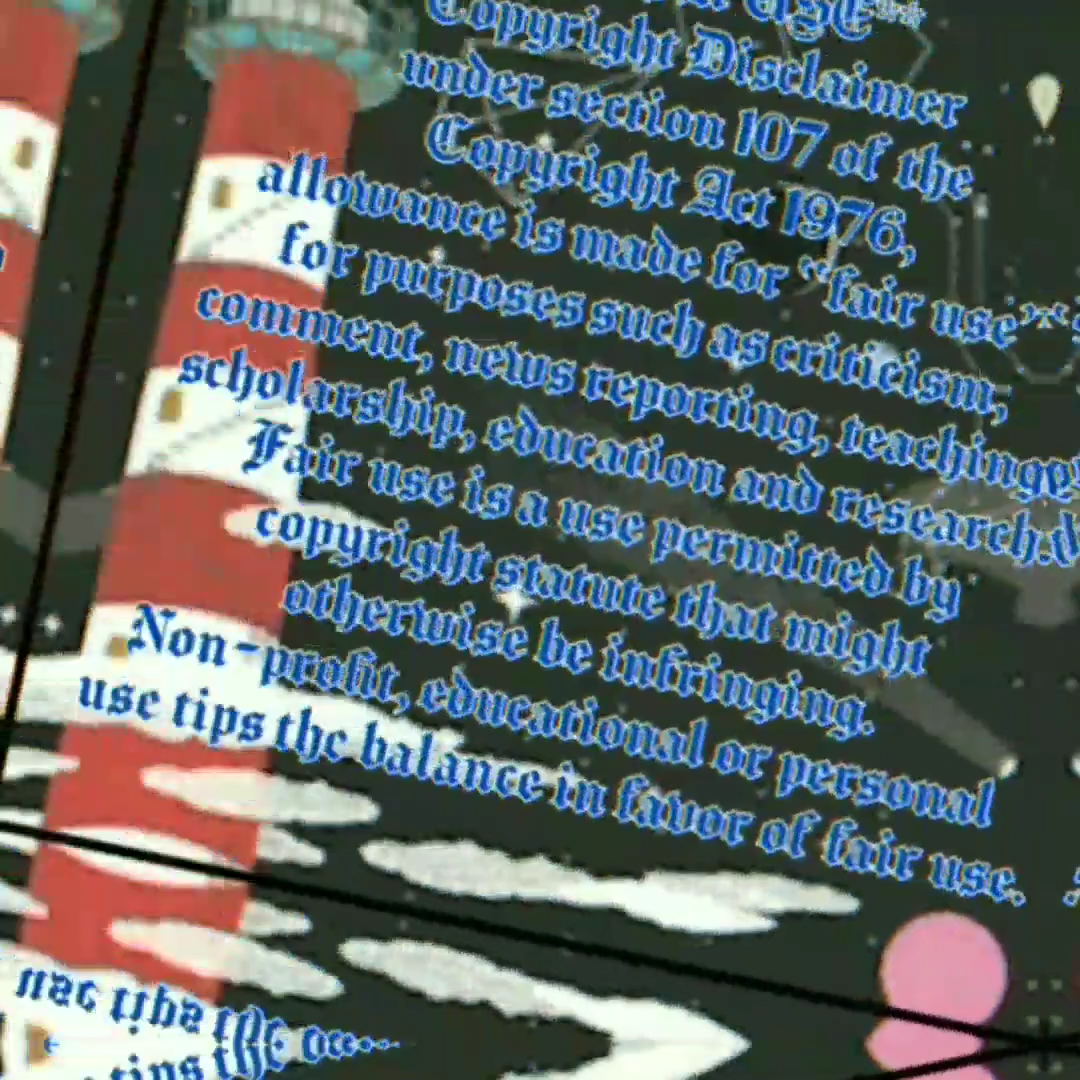 USE**
Copyright Disclaimer
under section 107 of the
Copyright Act 1976,
allowance is made for “fair use”
for purposes such as criticism,
comment, news reporting, teaching
scholarship, education and research.
Fair use is a use permitted by
copyright statute that might
otherwise be infringing.
Non-profit, educational or personal
use tips the balance in favor of fair use.